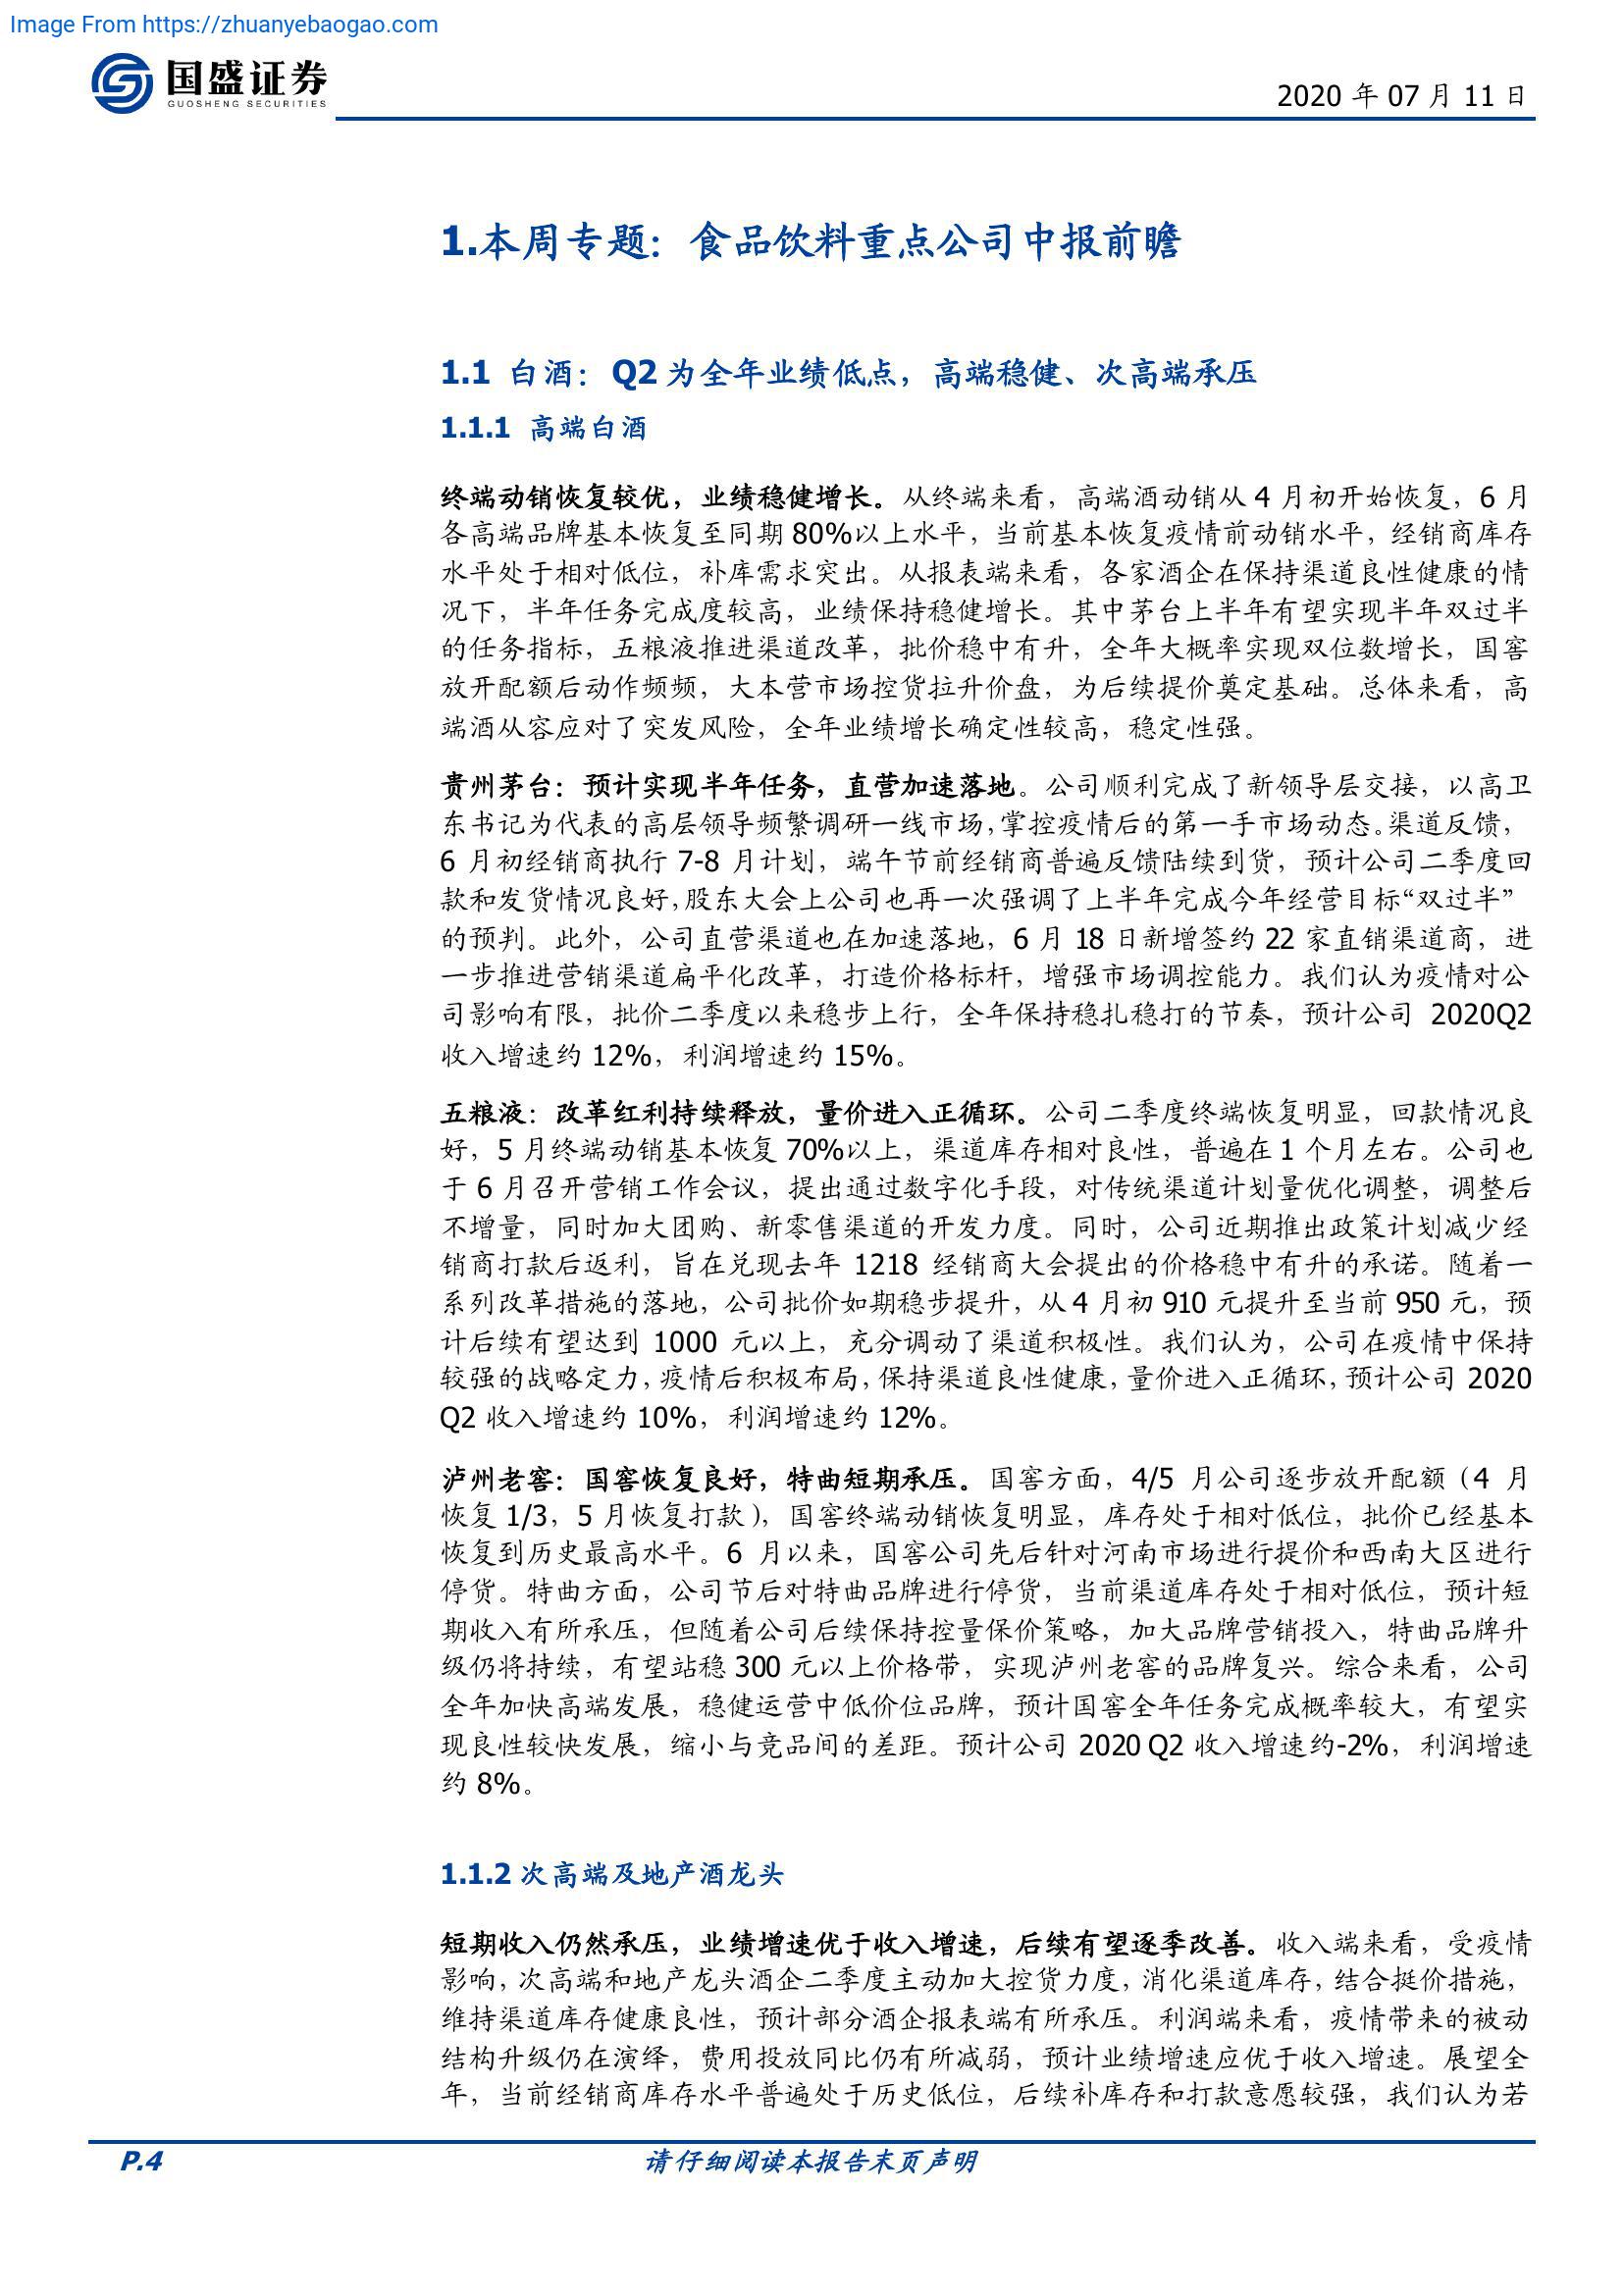 Image From https://zhuanyebaogao.com
国盛证券
GUOSHENG SECURITIES
2020 年 07 月 11 日
1.本周专题：食品饮料重点公司中报前瞻
1.1 白酒：Q2 为全年业绩低点，高端稳健、次高端承压
1.1.1 高端白酒
终端动销恢复较优，业绩稳健增长。从终端来看，高端酒动销从 4 月初开始恢复，6 月
各高端品牌基本恢复至同期 80%以上水平，当前基本恢复疫情前动销水平，经销商库存
水平处于相对低位，补库需求突出。从报表端来看，各家酒企在保持渠道良性健康的情
况下，半年任务完成度较高，业绩保持稳健增长。其中茅台上半年有望实现半年双过半
的任务指标，五粮液推进渠道改革，批价稳中有升，全年大概率实现双位数增长，国窖
放开配额后动作频频，大本营市场控货拉升价盘，为后续提价奠定基础。总体来看，高
端酒从容应对了突发风险，全年业绩增长确定性较高，稳定性强。
贵州茅台：预计实现半年任务，直营加速落地。公司顺利完成了新领导层交接，以高卫
东书记为代表的高层领导频繁调研一线市场，掌控疫情后的第一手市场动态。渠道反馈，
6 月初经销商执行 7-8 月计划，端午节前经销商普遍反馈陆续到货，预计公司二季度回
款和发货情况良好，股东大会上公司也再一次强调了上半年完成今年经营目标“双过半”
的预判。此外，公司直营渠道也在加速落地，6 月 18 日新增签约 22 家直销渠道商，进
一步推进营销渠道扁平化改革，打造价格标杆，增强市场调控能力。我们认为疫情对公
司影响有限，批价二季度以来稳步上行，全年保持稳扎稳打的节奏，预计公司 2020Q2
收入增速约 12%，利润增速约 15%。
五粮液：改革红利持续释放，量价进入正循环。公司二季度终端恢复明显，回款情况良
好，5 月终端动销基本恢复 70%以上，渠道库存相对良性，普遍在 1 个月左右。公司也
于 6 月召开营销工作会议，提出通过数字化手段，对传统渠道计划量优化调整，调整后
不增量，同时加大团购、新零售渠道的开发力度。同时，公司近期推出政策计划减少经
销商打款后返利，旨在兑现去年 1218 经销商大会提出的价格稳中有升的承诺。随着一
系列改革措施的落地，公司批价如期稳步提升，从 4 月初 910 元提升至当前 950 元，预
计后续有望达到 1000 元以上，充分调动了渠道积极性。我们认为，公司在疫情中保持
较强的战略定力，疫情后积极布局，保持渠道良性健康，量价进入正循环，预计公司 2020
Q2 收入增速约 10%，利润增速约 12%。
泸州老窖：国窖恢复良好，特曲短期承压。国窖方面，4/5 月公司逐步放开配额（4 月
恢复 1/3，5 月恢复打款），国窖终端动销恢复明显，库存处于相对低位，批价已经基本
恢复到历史最高水平。6 月以来，国窖公司先后针对河南市场进行提价和西南大区进行
停货。特曲方面，公司节后对特曲品牌进行停货，当前渠道库存处于相对低位，预计短
期收入有所承压，但随着公司后续保持控量保价策略，加大品牌营销投入，特曲品牌升
级仍将持续，有望站稳 300 元以上价格带，实现泸州老窖的品牌复兴。综合来看，公司
全年加快高端发展，稳健运营中低价位品牌，预计国窖全年任务完成概率较大，有望实
现良性较快发展，缩小与竞品间的差距。预计公司 2020 Q2 收入增速约-2%，利润增速
约 8%。
1.1.2 次高端及地产酒龙头
短期收入仍然承压，业绩增速优于收入增速，后续有望逐季改善。收入端来看，受疫情
影响，次高端和地产龙头酒企二季度主动加大控货力度，消化渠道库存，结合挺价措施，
维持渠道库存健康良性，预计部分酒企报表端有所承压。利润端来看，疫情带来的被动
结构升级仍在演绎，费用投放同比仍有所减弱，预计业绩增速应优于收入增速。展望全
年，当前经销商库存水平普遍处于历史低位，后续补库存和打款意愿较强，我们认为若
P.4
请仔细阅读本报告末页声明